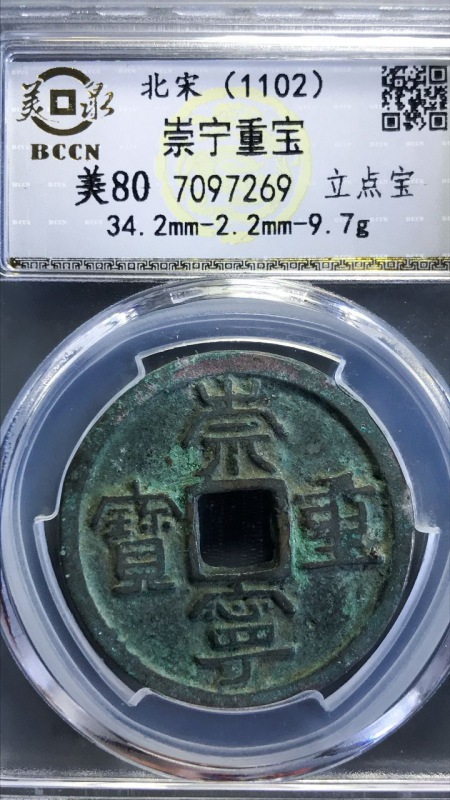 美泉
BCCN
北宋（1102）
崇宁重宝
美80 7097269 立点宝
34.2mm-2.2mm-9.7g
崇
寶 重
寧